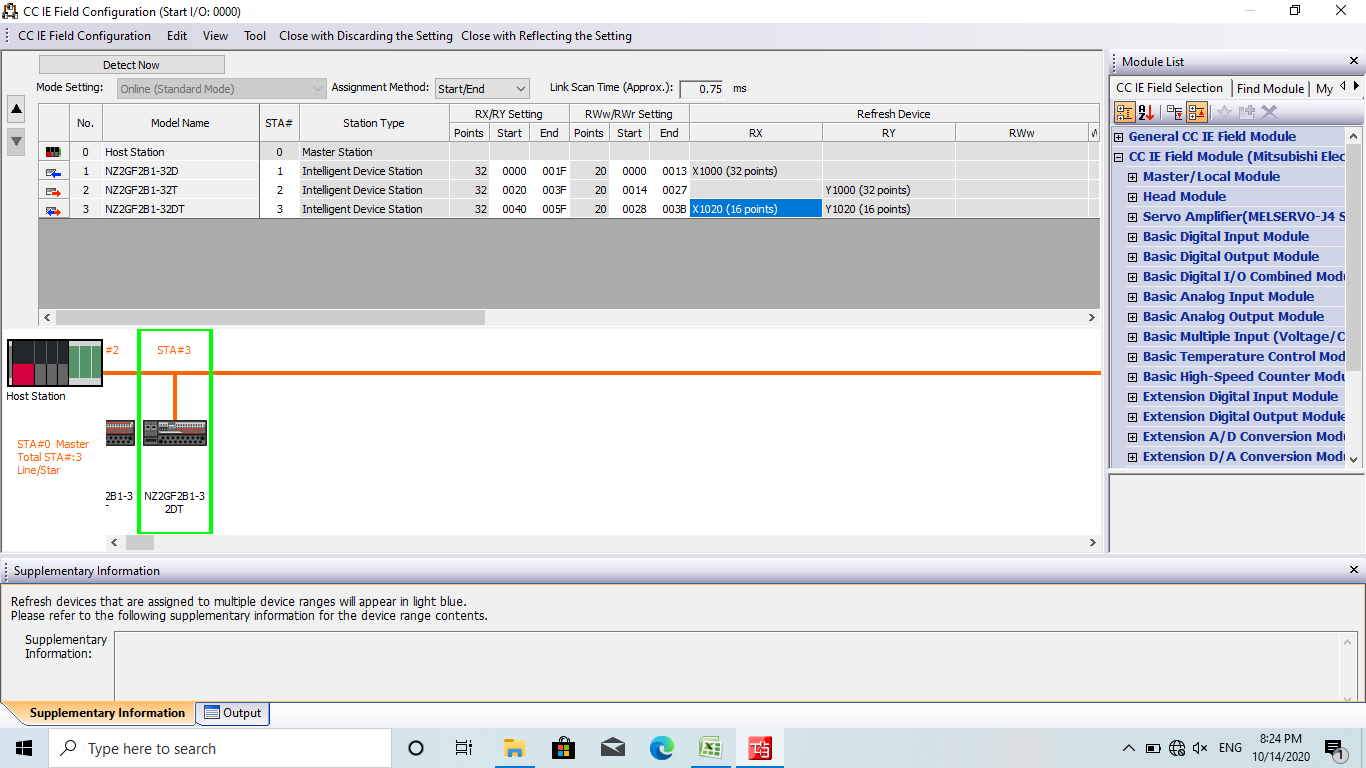 CC IE Field Configuration (Start I/O: 0000)
CC IE Field Configuration Edit View Tool Close with Discarding the Setting Close with Reflecting the Setting
Detect Now
Mode Setting: Online (Standard Mode) Assignment Method: Start/End Link Scan Time (Approx.): 0.75 ms
No. Model Name STA# Station Type RX/RY Setting RWw/RWr Setting Refresh Device
Points Start End Points Start End RX RY RWw
0 Host Station 0 Master Station
1 NZ2GF2B1-32D 1 Intelligent Device Station 32 0000 001F 20 0000 0013 X1000 (32 points)
2 NZ2GF2B1-32T 2 Intelligent Device Station 32 0020 003F 20 0014 0027 Y1000 (32 points)
3 NZ2GF2B1-32DT 3 Intelligent Device Station 32 0040 005F 20 0028 003B X1020 (16 points) Y1020 (16 points)
#2 STA#3
Host Station
STA#0 Master
Total STA#:3
Line/Star
2B1-3 NZ2GF2B1-3
2DT
Module List
CC IE Field Selection Find Module My
General CC IE Field Module
CC IE Field Module (Mitsubishi Elec
Master/Local Module
Head Module
Servo Amplifier(MELSERVO-J4 S
Basic Digital Input Module
Basic Digital Output Module
Basic Digital I/O Combined Modu
Basic Analog Input Module
Basic Analog Output Module
Basic Multiple Input (Voltage/C
Basic Temperature Control Mod
Basic High-Speed Counter Modu
Extension Digital Input Module
Extension Digital Output Module
Extension A/D Conversion Modu
Extension D/A Conversion Modu
Supplementary Information
Refresh devices that are assigned to multiple device ranges will appear in light blue.
Please refer to the following supplementary information for the device range contents.
Supplementary
Information:
Supplementary Information Output
Type here to search
ENG
8:24 PM
10/14/2020
1